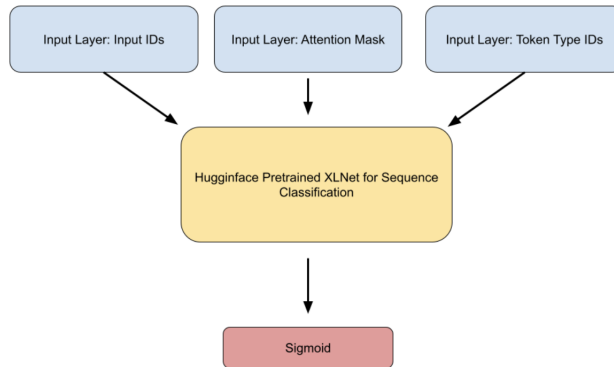 Input Layer: Input IDs
Input Layer: Attention Mask
Input Layer: Token Type IDs
Hugginface Pretrained XLNet for Sequence
Classification
Sigmoid